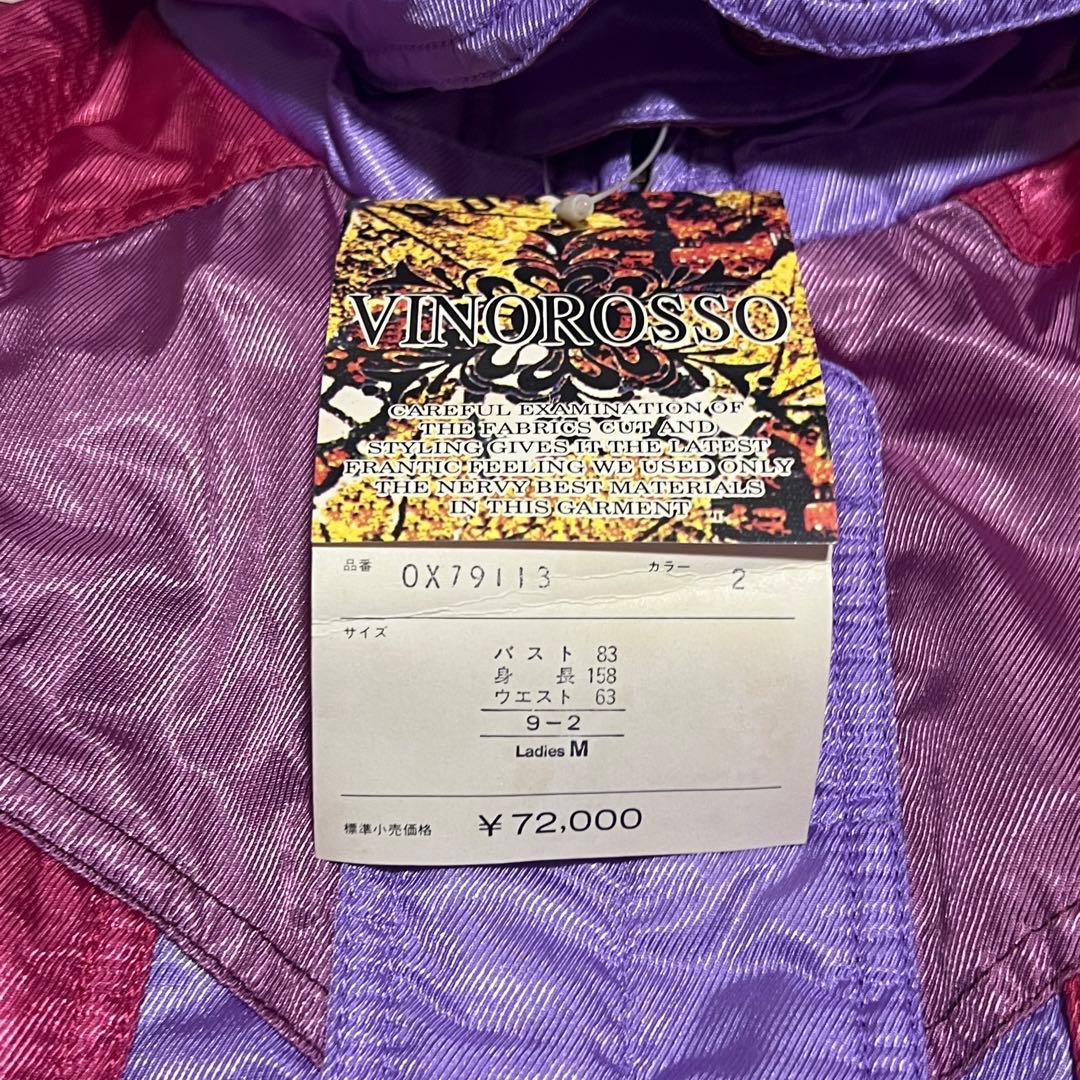 VINOROSSO
CAREFUL EXAMINATION OF
THE FABRICS CUT AND
STYLING GIVES IT THE LATEST
FRANTIC FEELING WE USED ONLY
THE NERVY BEST MATERIALS
IN THIS GARMENT
品番 OX79113 カラー 2
サイズ
バスト 83
身長 158
ウエスト 63
9-2
Ladies M
標準小売価格 ¥72,000